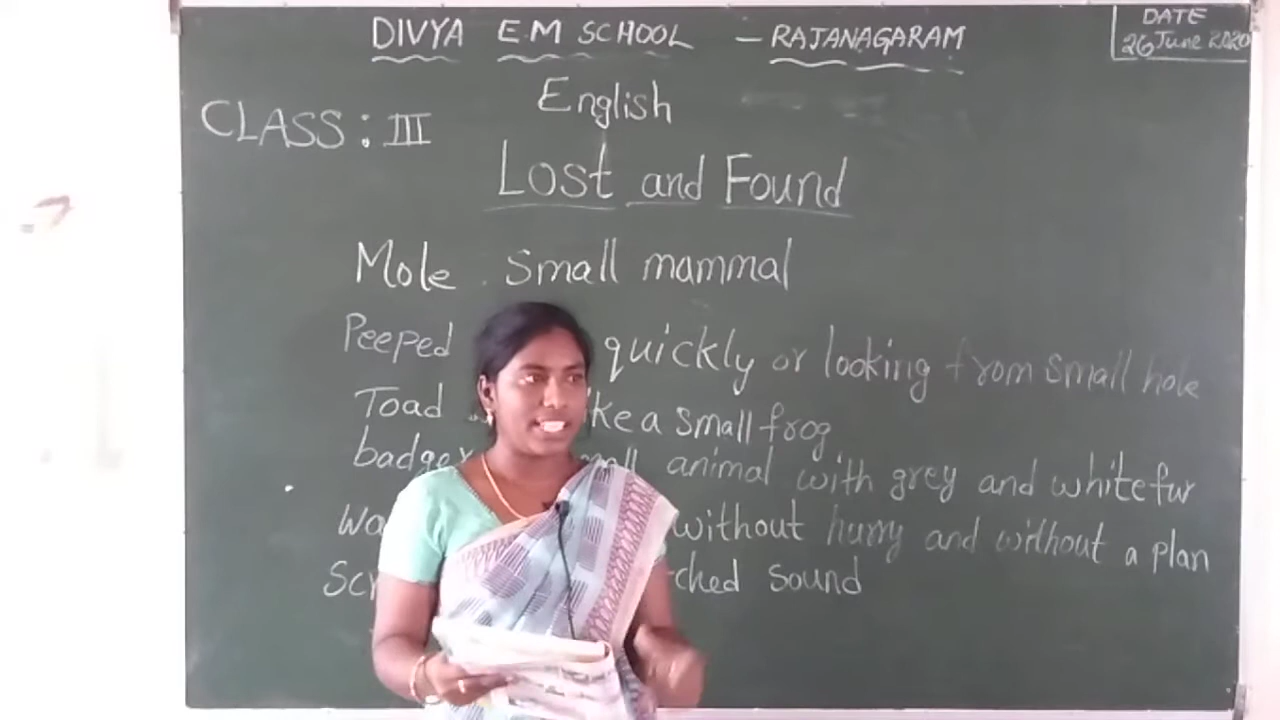 DIVYA EM SCHOOL - RAJANAGARAM
DATE
26 June 2020
English
CLASS : III
Lost and Found
Mole . Small mammal
Peeped quickly or looking from small hole
Toad a small frog
badger animal with grey and white fur
without hurry and without a plan
sound